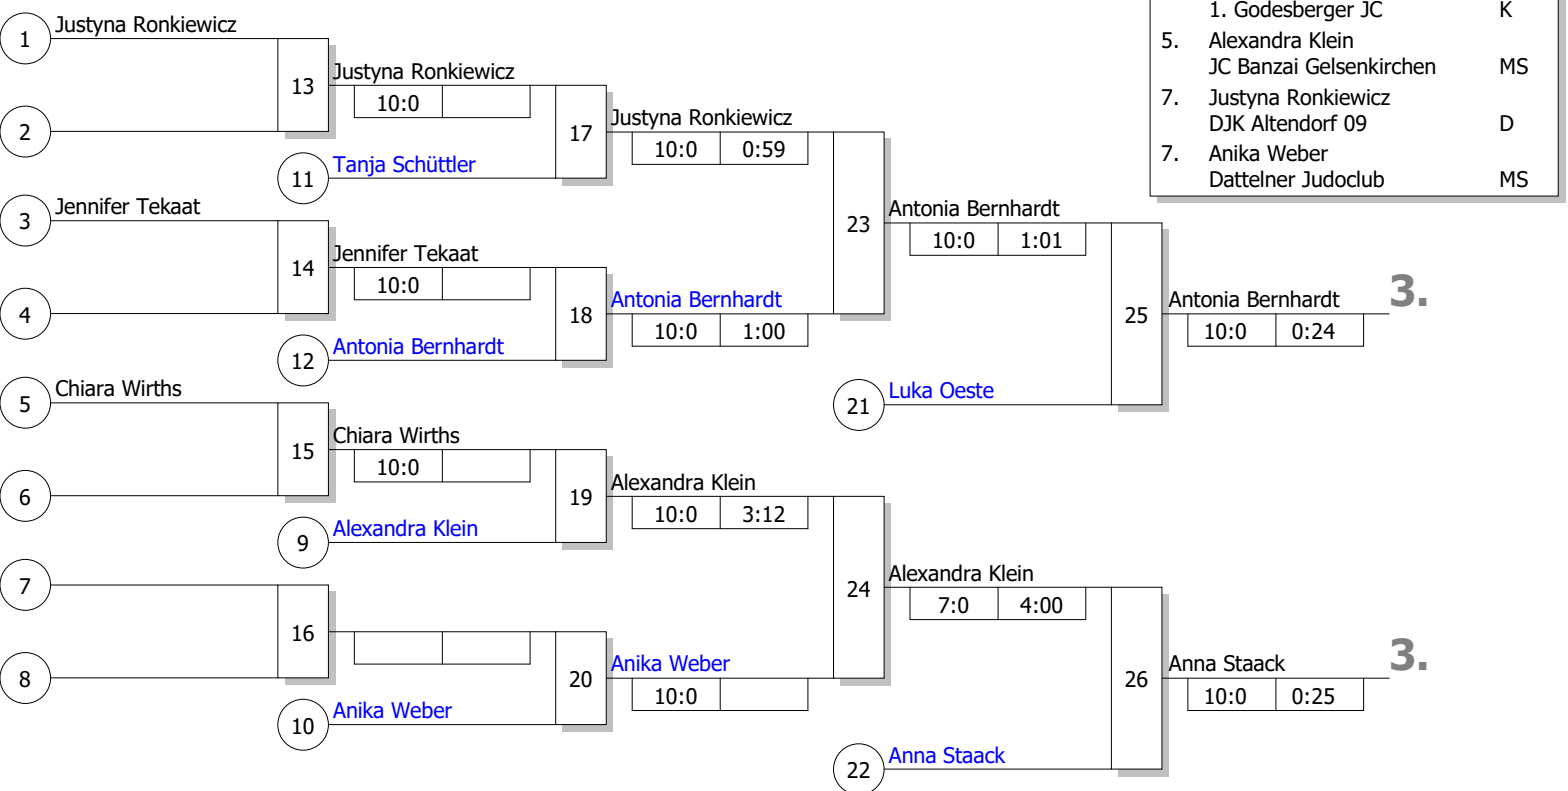 1. Godesberger JC K
5. Alexandra Klein
JC Banzai Gelsenkirchen MS
7. Justyna Ronkiewicz
DJK Altendorf 09 D
7. Anika Weber
Dattelner Judoclub MS
1 Justyna Ronkiewicz
2
13 Justyna Ronkiewicz
10:0
11 Tanja Schüttler
17 Justyna Ronkiewicz
10:0 0:59
3 Jennifer Tekaat
4
14 Jennifer Tekaat
10:0
12 Antonia Bernhardt
18 Antonia Bernhardt
10:0 1:00
23 Antonia Bernhardt
10:0 1:01
21 Luka Oeste
25 Antonia Bernhardt 3.
10:0 0:24
5 Chiara Wirths
6
15 Chiara Wirths
10:0
9 Alexandra Klein
19 Alexandra Klein
10:0 3:12
7
8
16
10 Anika Weber
20 Anika Weber
10:0
24 Alexandra Klein
7:0 4:00
22 Anna Staack
26 Anna Staack 3.
10:0 0:25